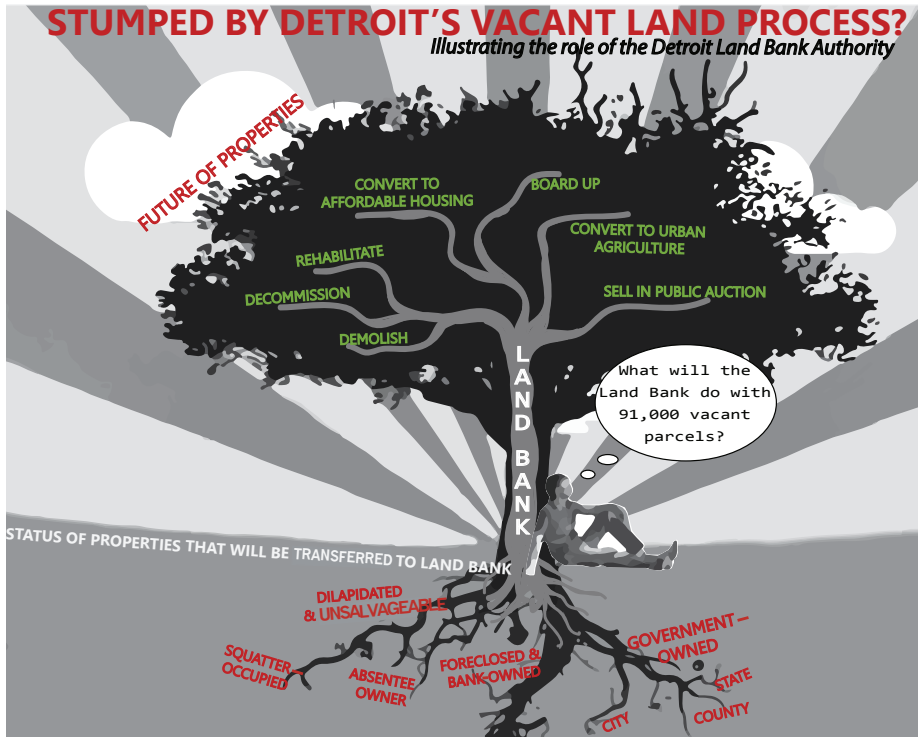 STUMPED BY DETROIT'S VACANT LAND PROCESS?
Illustrating the role of the Detroit Land Bank Authority
FUTURE OF PROPERTIES
CONVERT TO
AFFORDABLE HOUSING
BOARD UP
CONVERT TO URBAN
AGRICULTURE
REHABILITATE
DECOMMISSION
SELL IN PUBLIC AUCTION
DEMOLISH
LAND BANK
What will the
Land Bank do with
91,000 vacant
parcels?
STATUS OF PROPERTIES THAT WILL BE TRANSFERRED TO LAND BANK
DILAPIDATED
& UNSALVAGEABLE
SQUATTER—
OCCUPIED
ABSENTEE
OWNER
FORECLOSED &
BANK-OWNED
GOVERNMENT—
OWNED
STATE
COUNTY
CITY